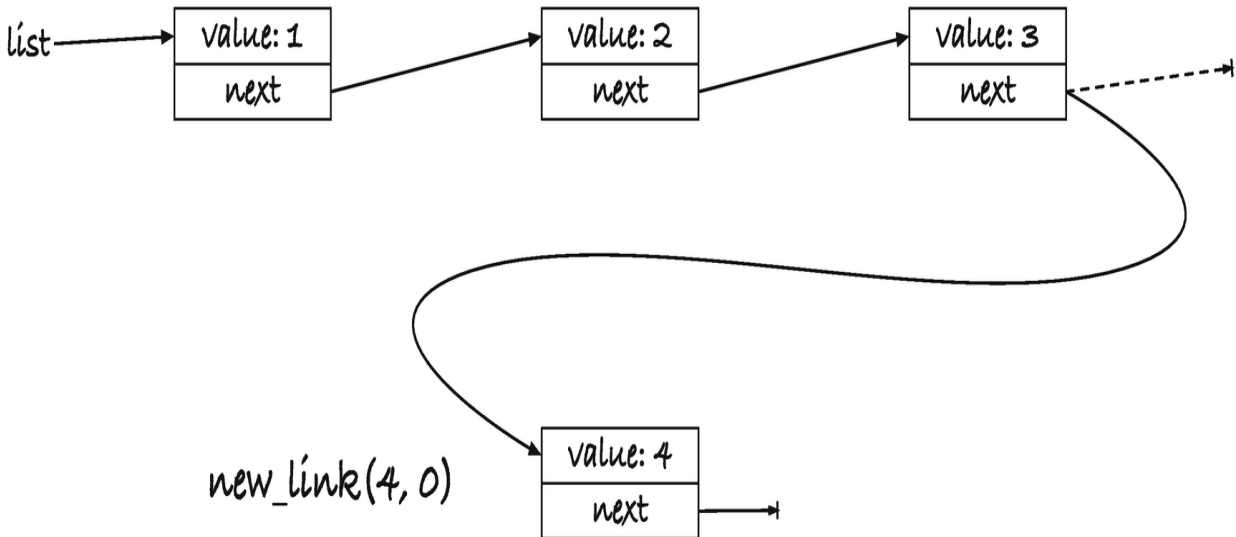 list
value: 1
next
value: 2
next
value: 3
next
new_link(4, 0)
value: 4
next